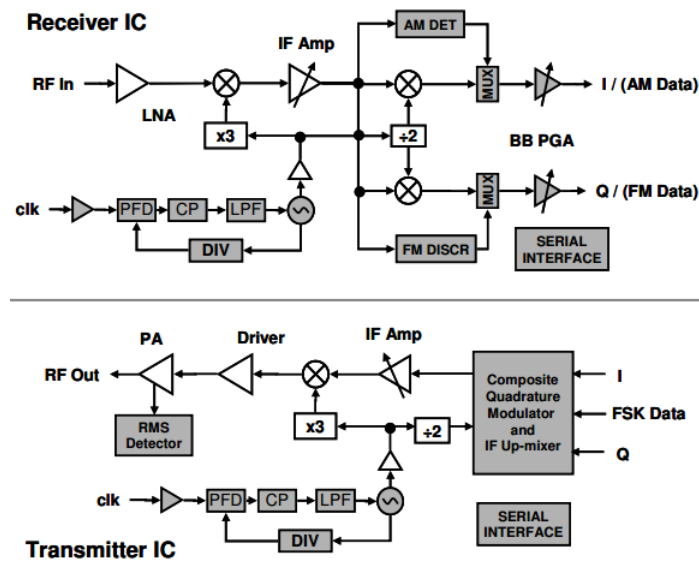 Receiver IC
AM DET
IF Amp
RF In
MUX
I / (AM Data)
LNA
x3
÷2
BB PGA
clk
PFD
CP
LPF
MUX
Q / (FM Data)
DIV
FM DISCR
SERIAL
INTERFACE
PA
Driver
IF Amp
RF Out
Composite
Quadrature
Modulator
and
IF Up-mixer
I
FSK Data
Q
RMS
Detector
x3
÷2
clk
PFD
CP
LPF
DIV
SERIAL
INTERFACE
Transmitter IC